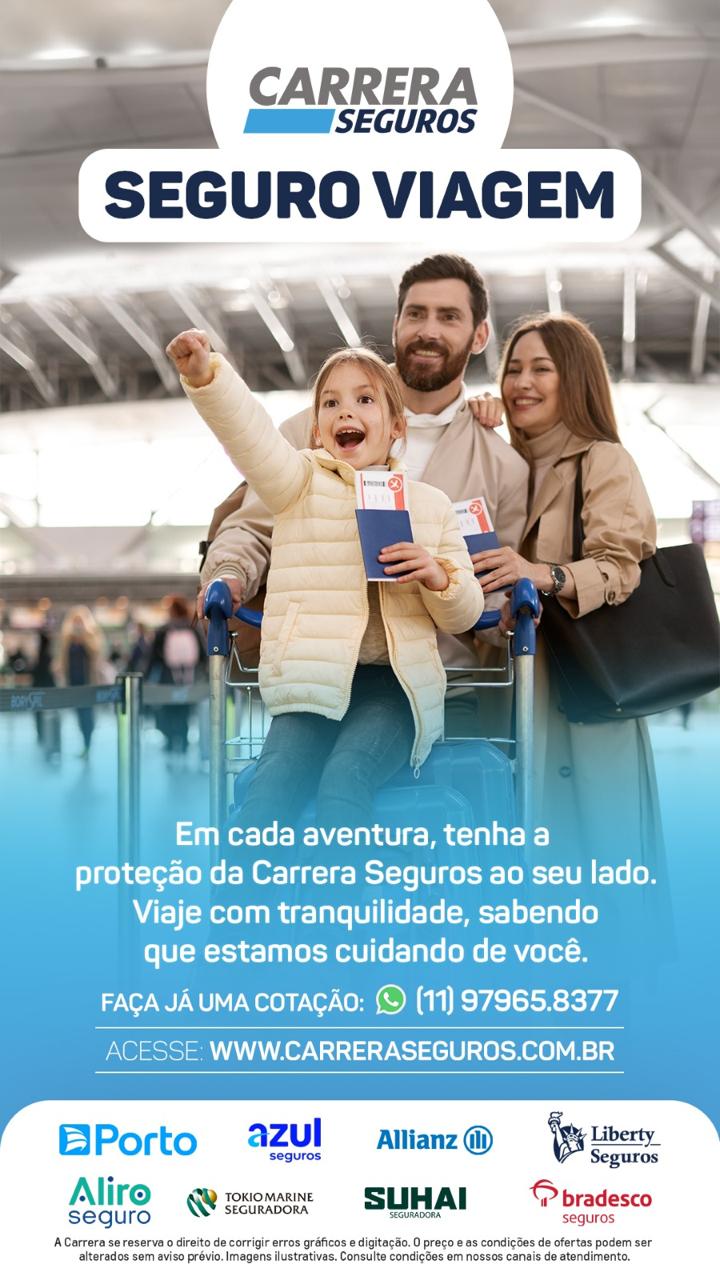 CARRERA
SEGUROS
SEGURO VIAGEM
Em cada aventura, tenha a
proteção da Carrera Seguros ao seu lado.
Viaje com tranquilidade, sabendo
que estamos cuidando de você.
FAÇA JÁ UMA COTAÇÃO: (11) 97965.8377
ACESSE: WWW.CARRERASEGUROS.COM.BR
Porto
azul
seguros
Allianz
Liberty
Seguros
Aliro
seguro
TOKIO MARINE
SEGURADORA
SUHAI
SEGURADORA
bradesco
seguros
A Carrera se reserva o direito de corrigir erros gráficos e digitação. O preço e as condições de ofertas podem ser
alterados sem aviso prévio. Imagens ilustrativas. Consulte condições em nossos canais de atendimento.